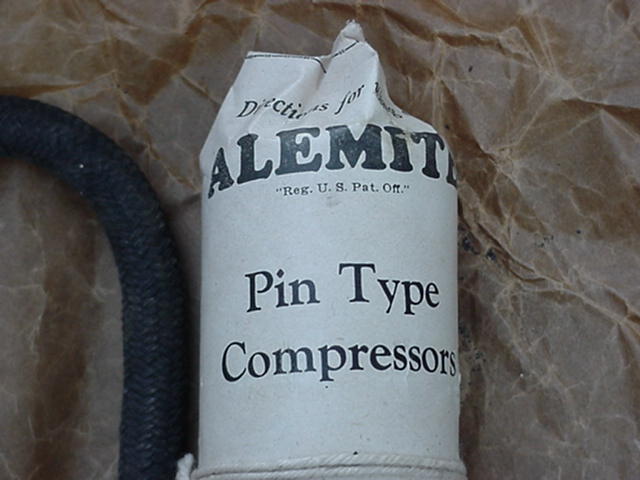 Directions for
ALEMITE
"Reg. U. S. Pat. Off."
Pin Type
Compressors